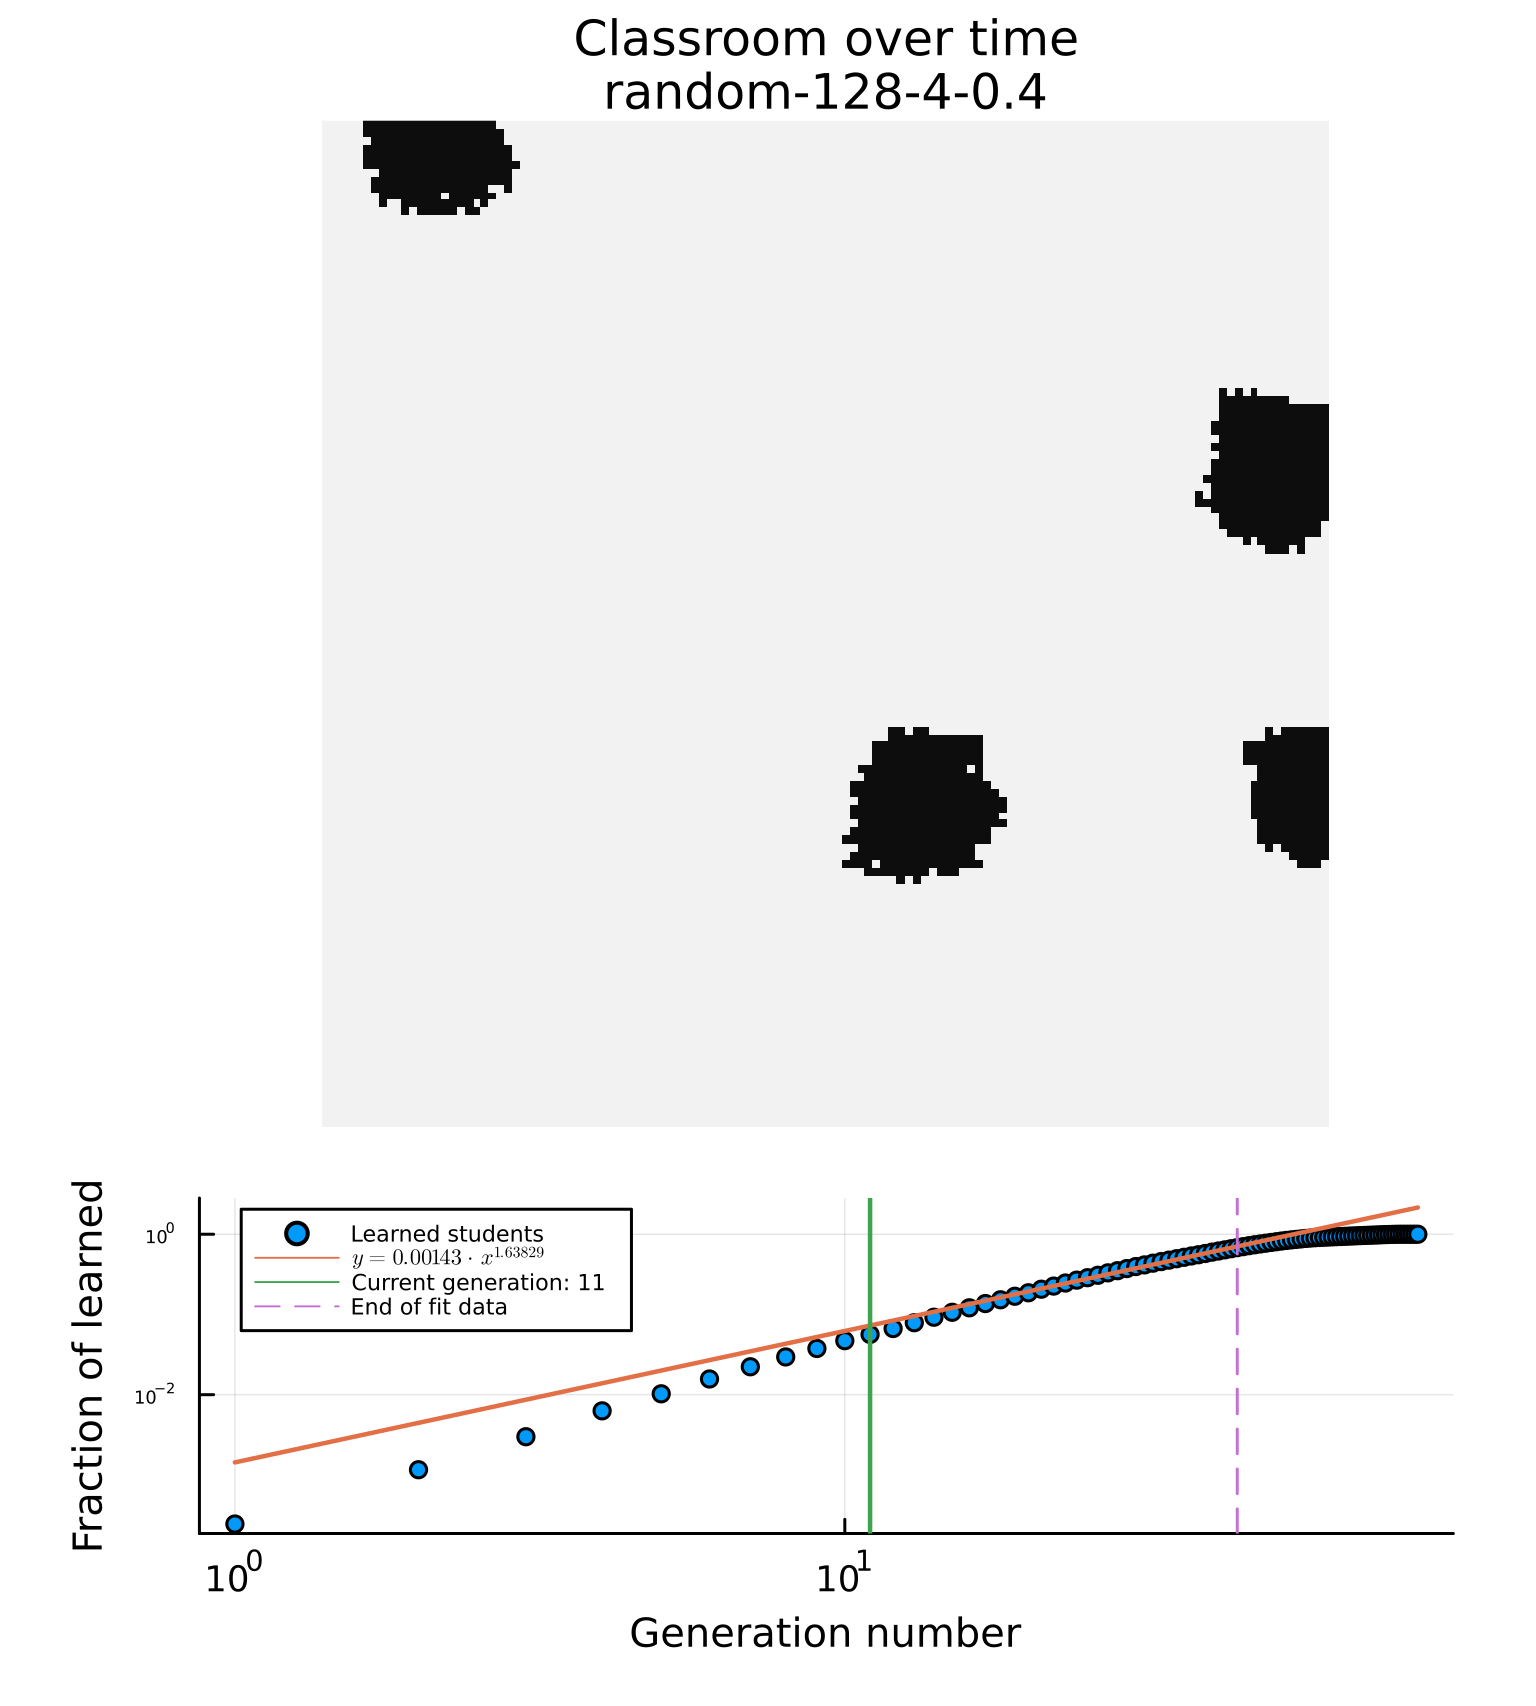 Classroom over time
random-128-4-0.4
Fraction of learned
10^0
10^-2
Learned students
y = 0.00143 · x^1.63829
Current generation: 11
End of fit data
10^0 10^1
Generation number